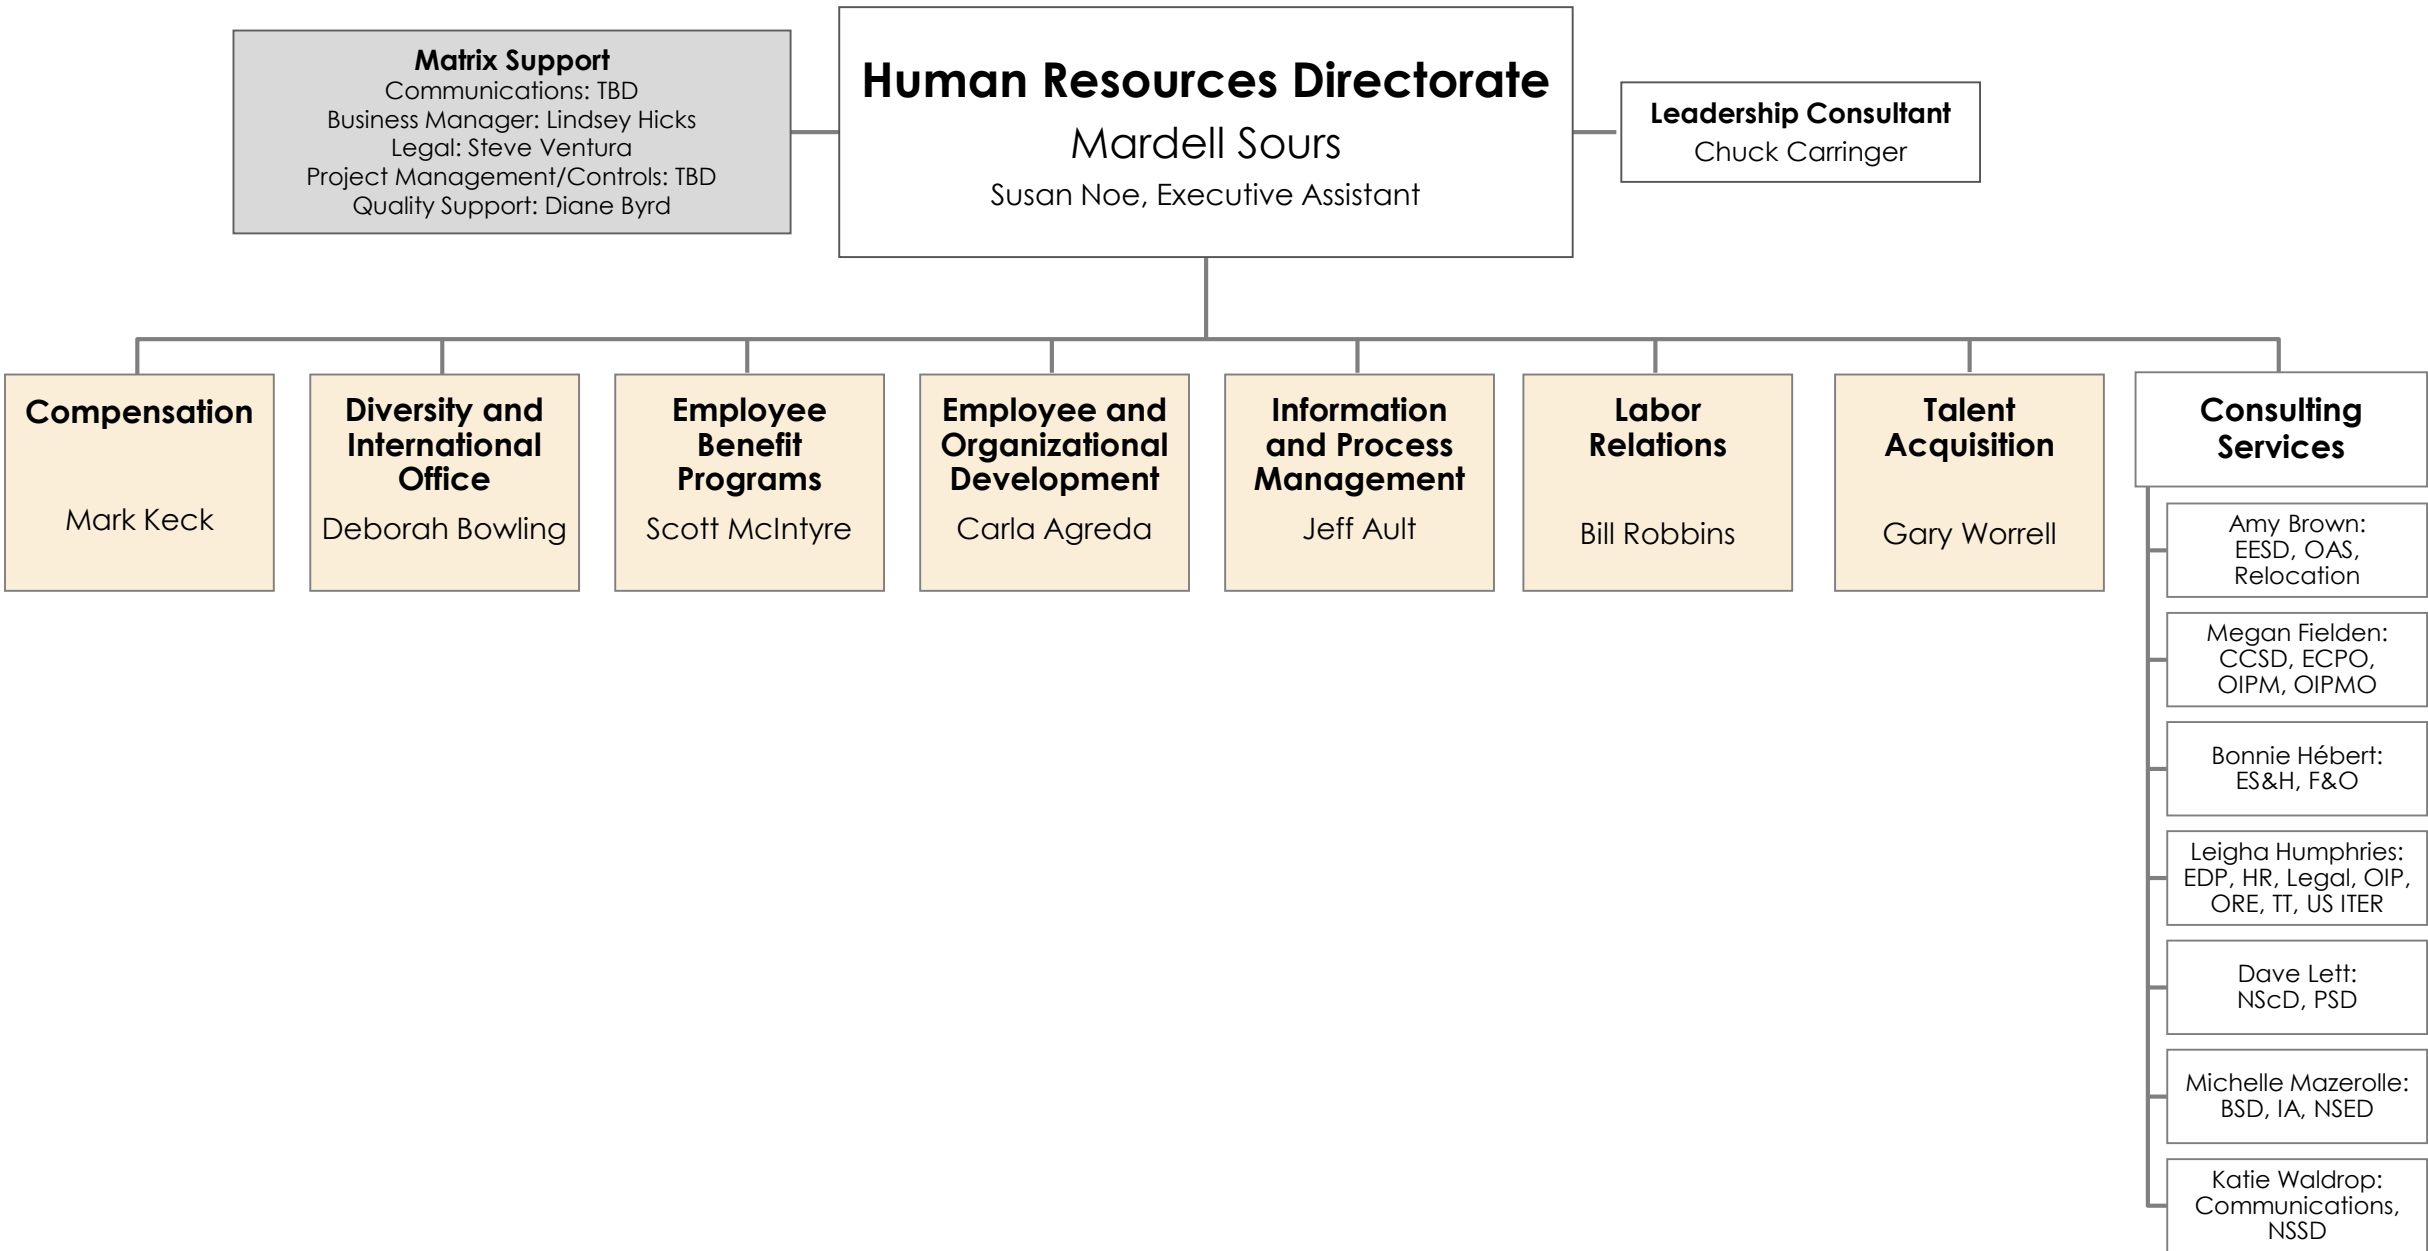 Matrix Support
Communications: TBD
Business Manager: Lindsey Hicks
Legal: Steve Ventura
Project Management/Controls: TBD
Quality Support: Diane Byrd
Human Resources Directorate
Mardell Sours
Susan Noe, Executive Assistant
Leadership Consultant
Chuck Carringer
Compensation
Mark Keck
Diversity and
International
Office
Deborah Bowling
Employee
Benefit
Programs
Scott McIntyre
Employee and
Organizational
Development
Carla Agreda
Information
and Process
Management
Jeff Ault
Labor
Relations
Bill Robbins
Talent
Acquisition
Gary Worrell
Consulting
Services
Amy Brown:
EESD, OAS,
Relocation
Megan Fielden:
CCSD, ECPO,
OIPM, OIPMO
Bonnie Hébert:
ES&H, F&O
Leigha Humphries:
EDP, HR, Legal, OIP,
ORE, TT, US ITER
Dave Lett:
NScD, PSD
Michelle Mazerolle:
BSD, IA, NSED
Katie Waldrop:
Communications,
NSSD